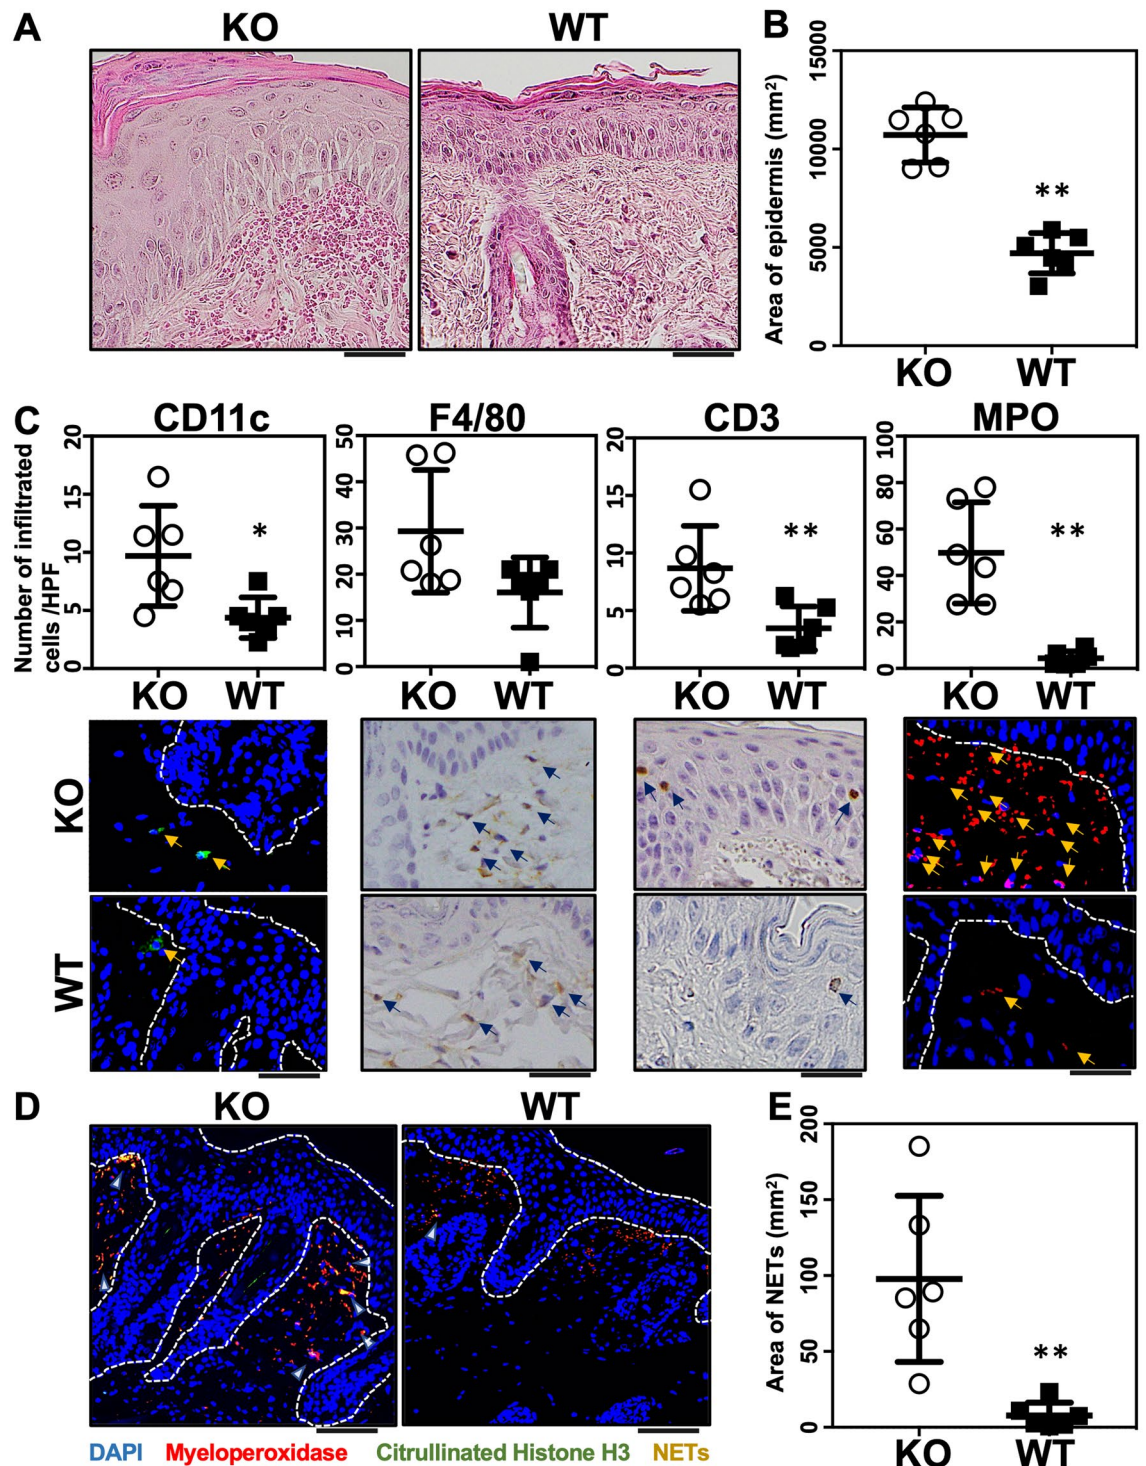 A
KO
WT
B
Area of epidermis (mm²)
15000
10000
5000
0
**
KO
WT
C
CD11c
F4/80
CD3
MPO
Number of infiltrated
cells /HPF
20
15
10
5
0
*
KO WT
50
40
30
20
10
0
KO WT
20
15
10
5
0
**
KO WT
100
80
60
40
20
0
**
KO WT
KO
WT
D
KO
WT
DAPI Myeloperoxidase Citrullinated Histone H3 NETs
E
Area of NETs (mm²)
200
150
100
50
0
**
KO
WT